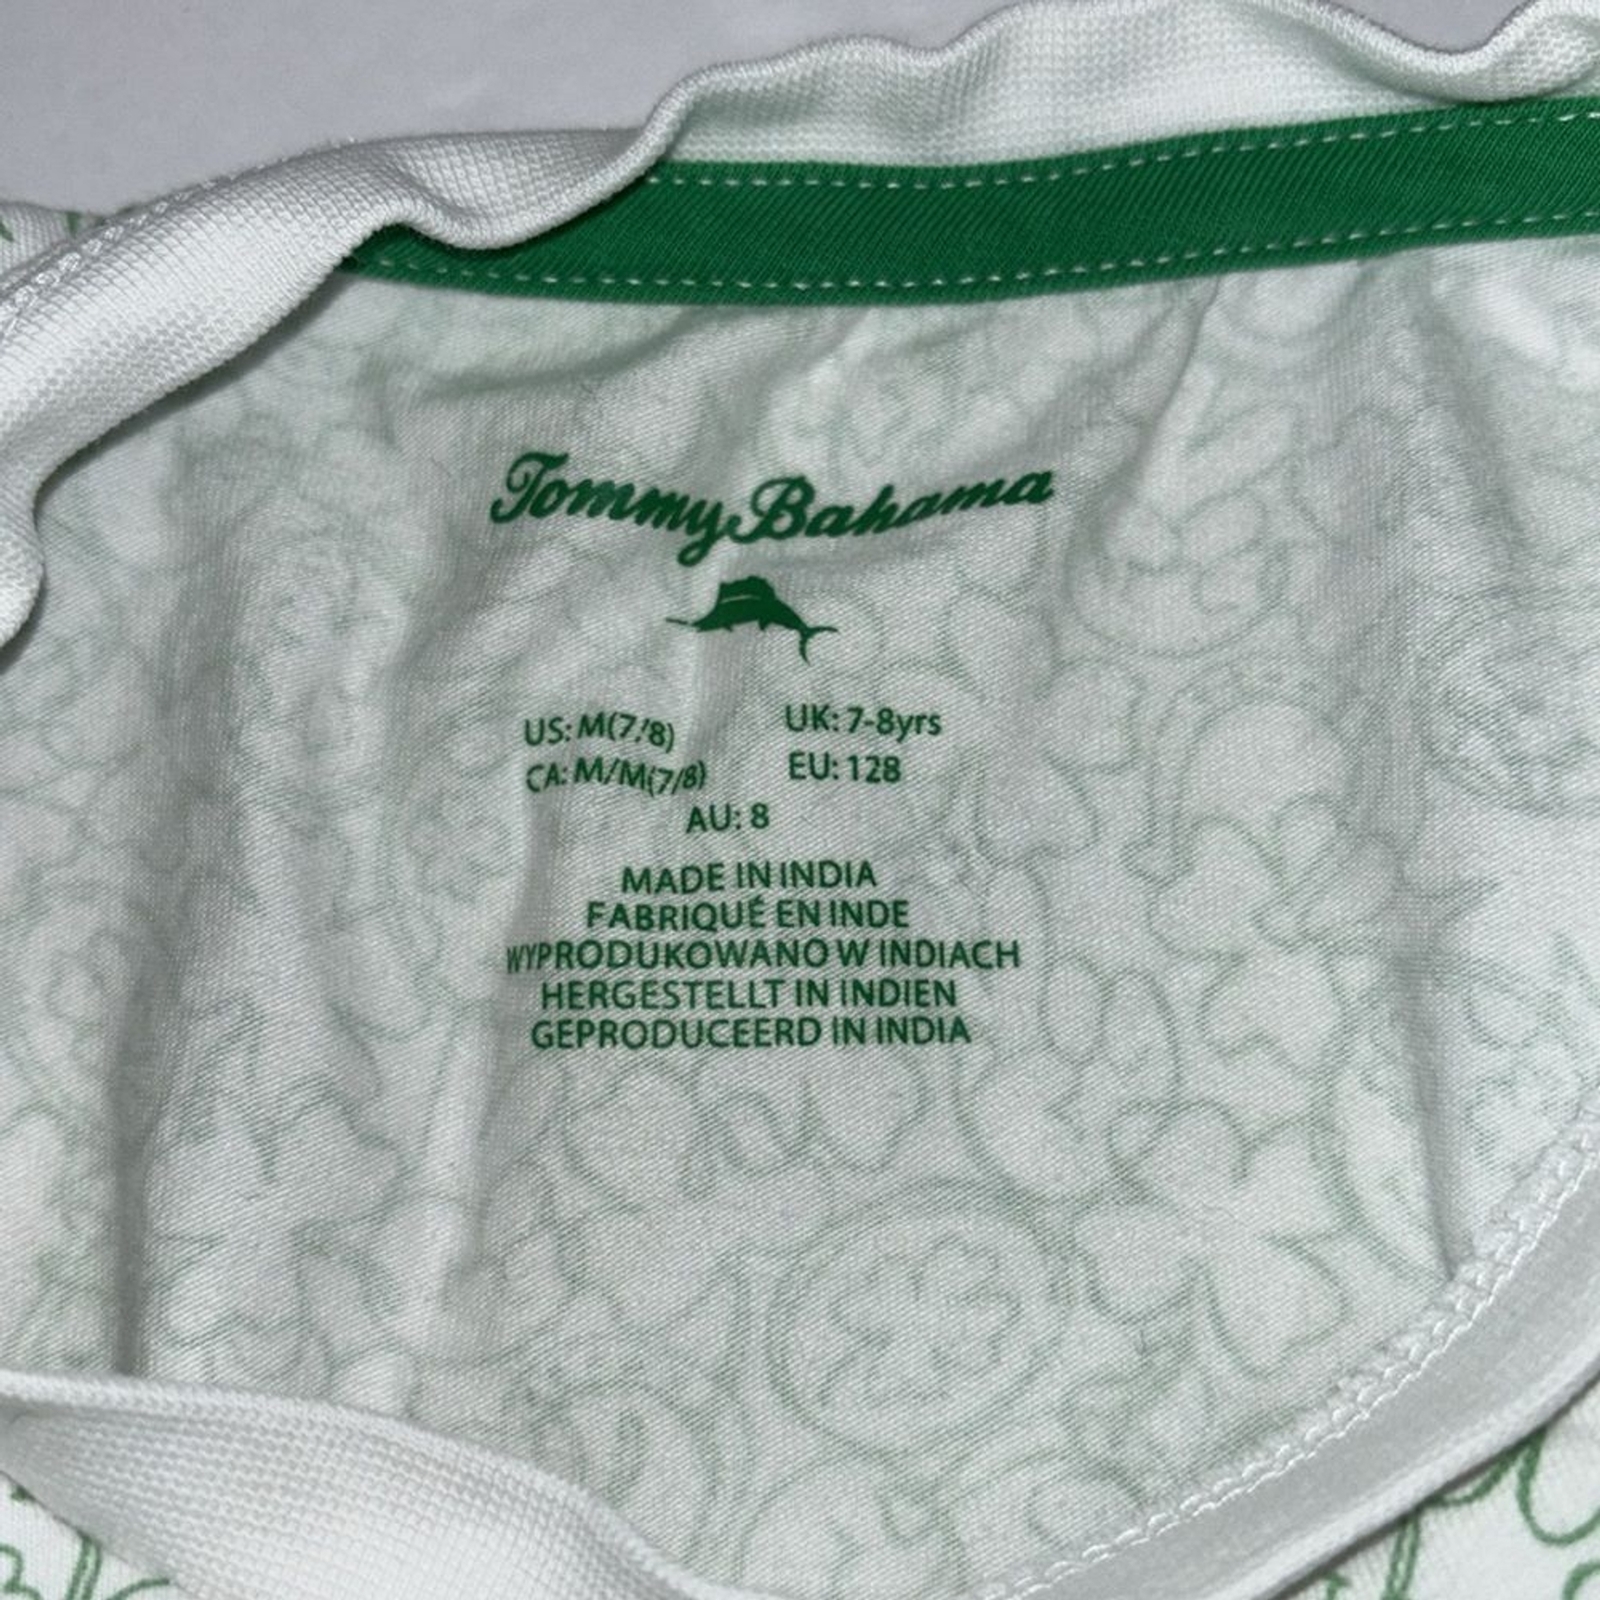 Tommy Bahama
US: M(7/8) UK: 7-8yrs
CA: M/M(7/8) EU: 128
AU: 8
MADE IN INDIA
FABRIQUÉ EN INDE
WYPRODUKOWANO W INDIACH
HERGESTELLT IN INDIEN
GEPRODUCEERD IN INDIA